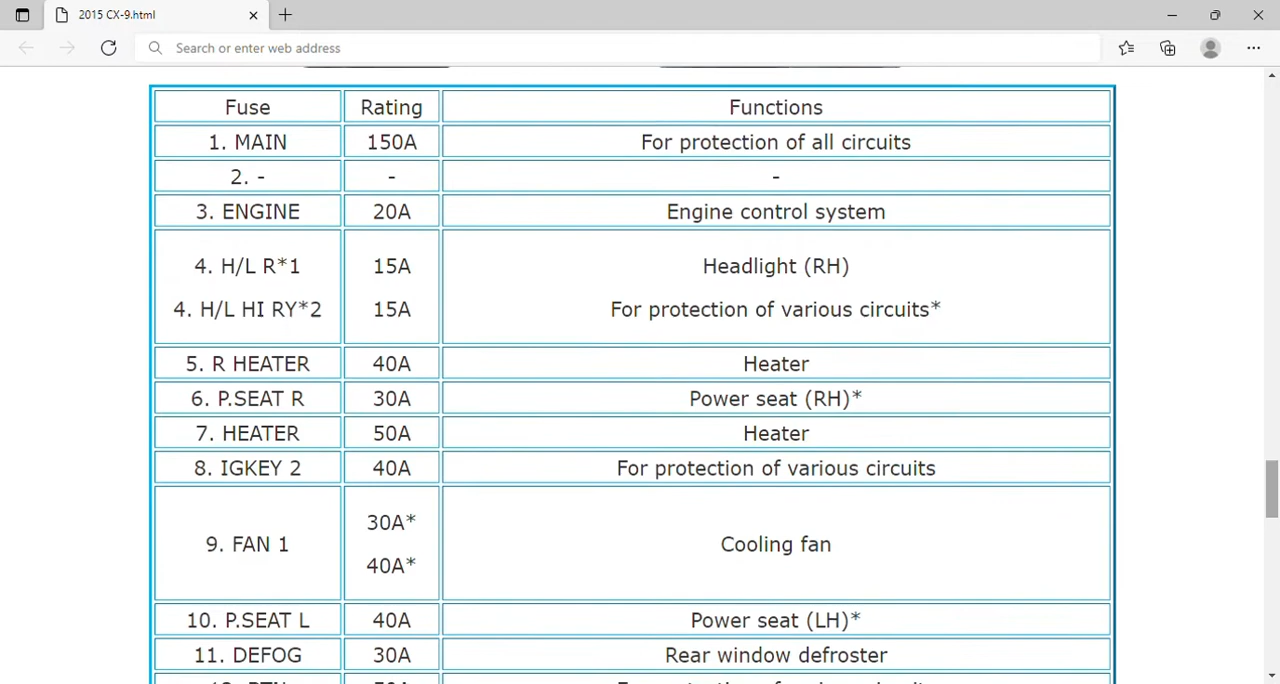 2015 CX-9.html
Search or enter web address
Fuse Rating Functions
1. MAIN 150A For protection of all circuits
2. - - -
3. ENGINE 20A Engine control system
4. H/L R*1 15A Headlight (RH)
4. H/L HI RY*2 15A For protection of various circuits*
5. R HEATER 40A Heater
6. P.SEAT R 30A Power seat (RH)*
7. HEATER 50A Heater
8. IGKEY 2 40A For protection of various circuits
30A*
9. FAN 1 Cooling fan
40A*
10. P.SEAT L 40A Power seat (LH)*
11. DEFOG 30A Rear window defroster